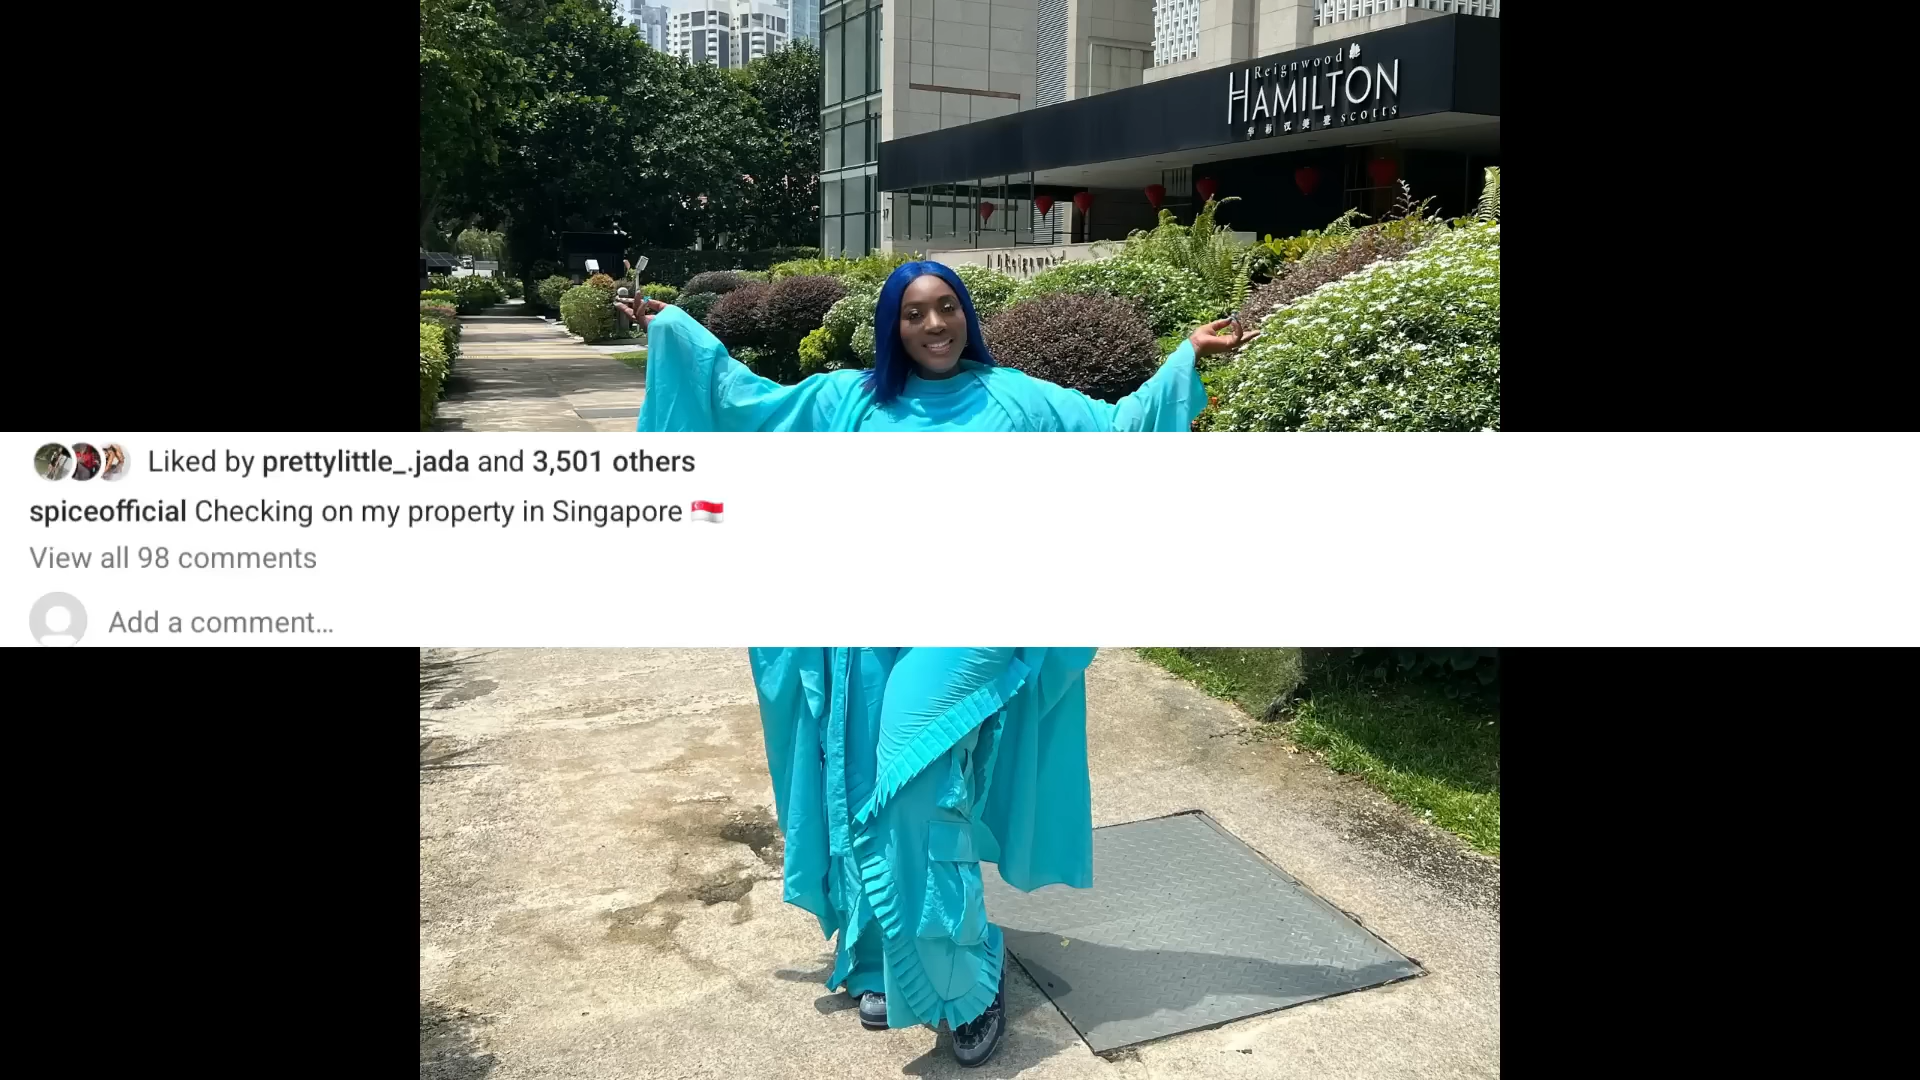 Reignwood
HAMILTON
scotts
Reignwood
Liked by prettylittle_.jada and 3,501 others
spiceofficial Checking on my property in Singapore 🇸🇬
View all 98 comments
Add a comment...